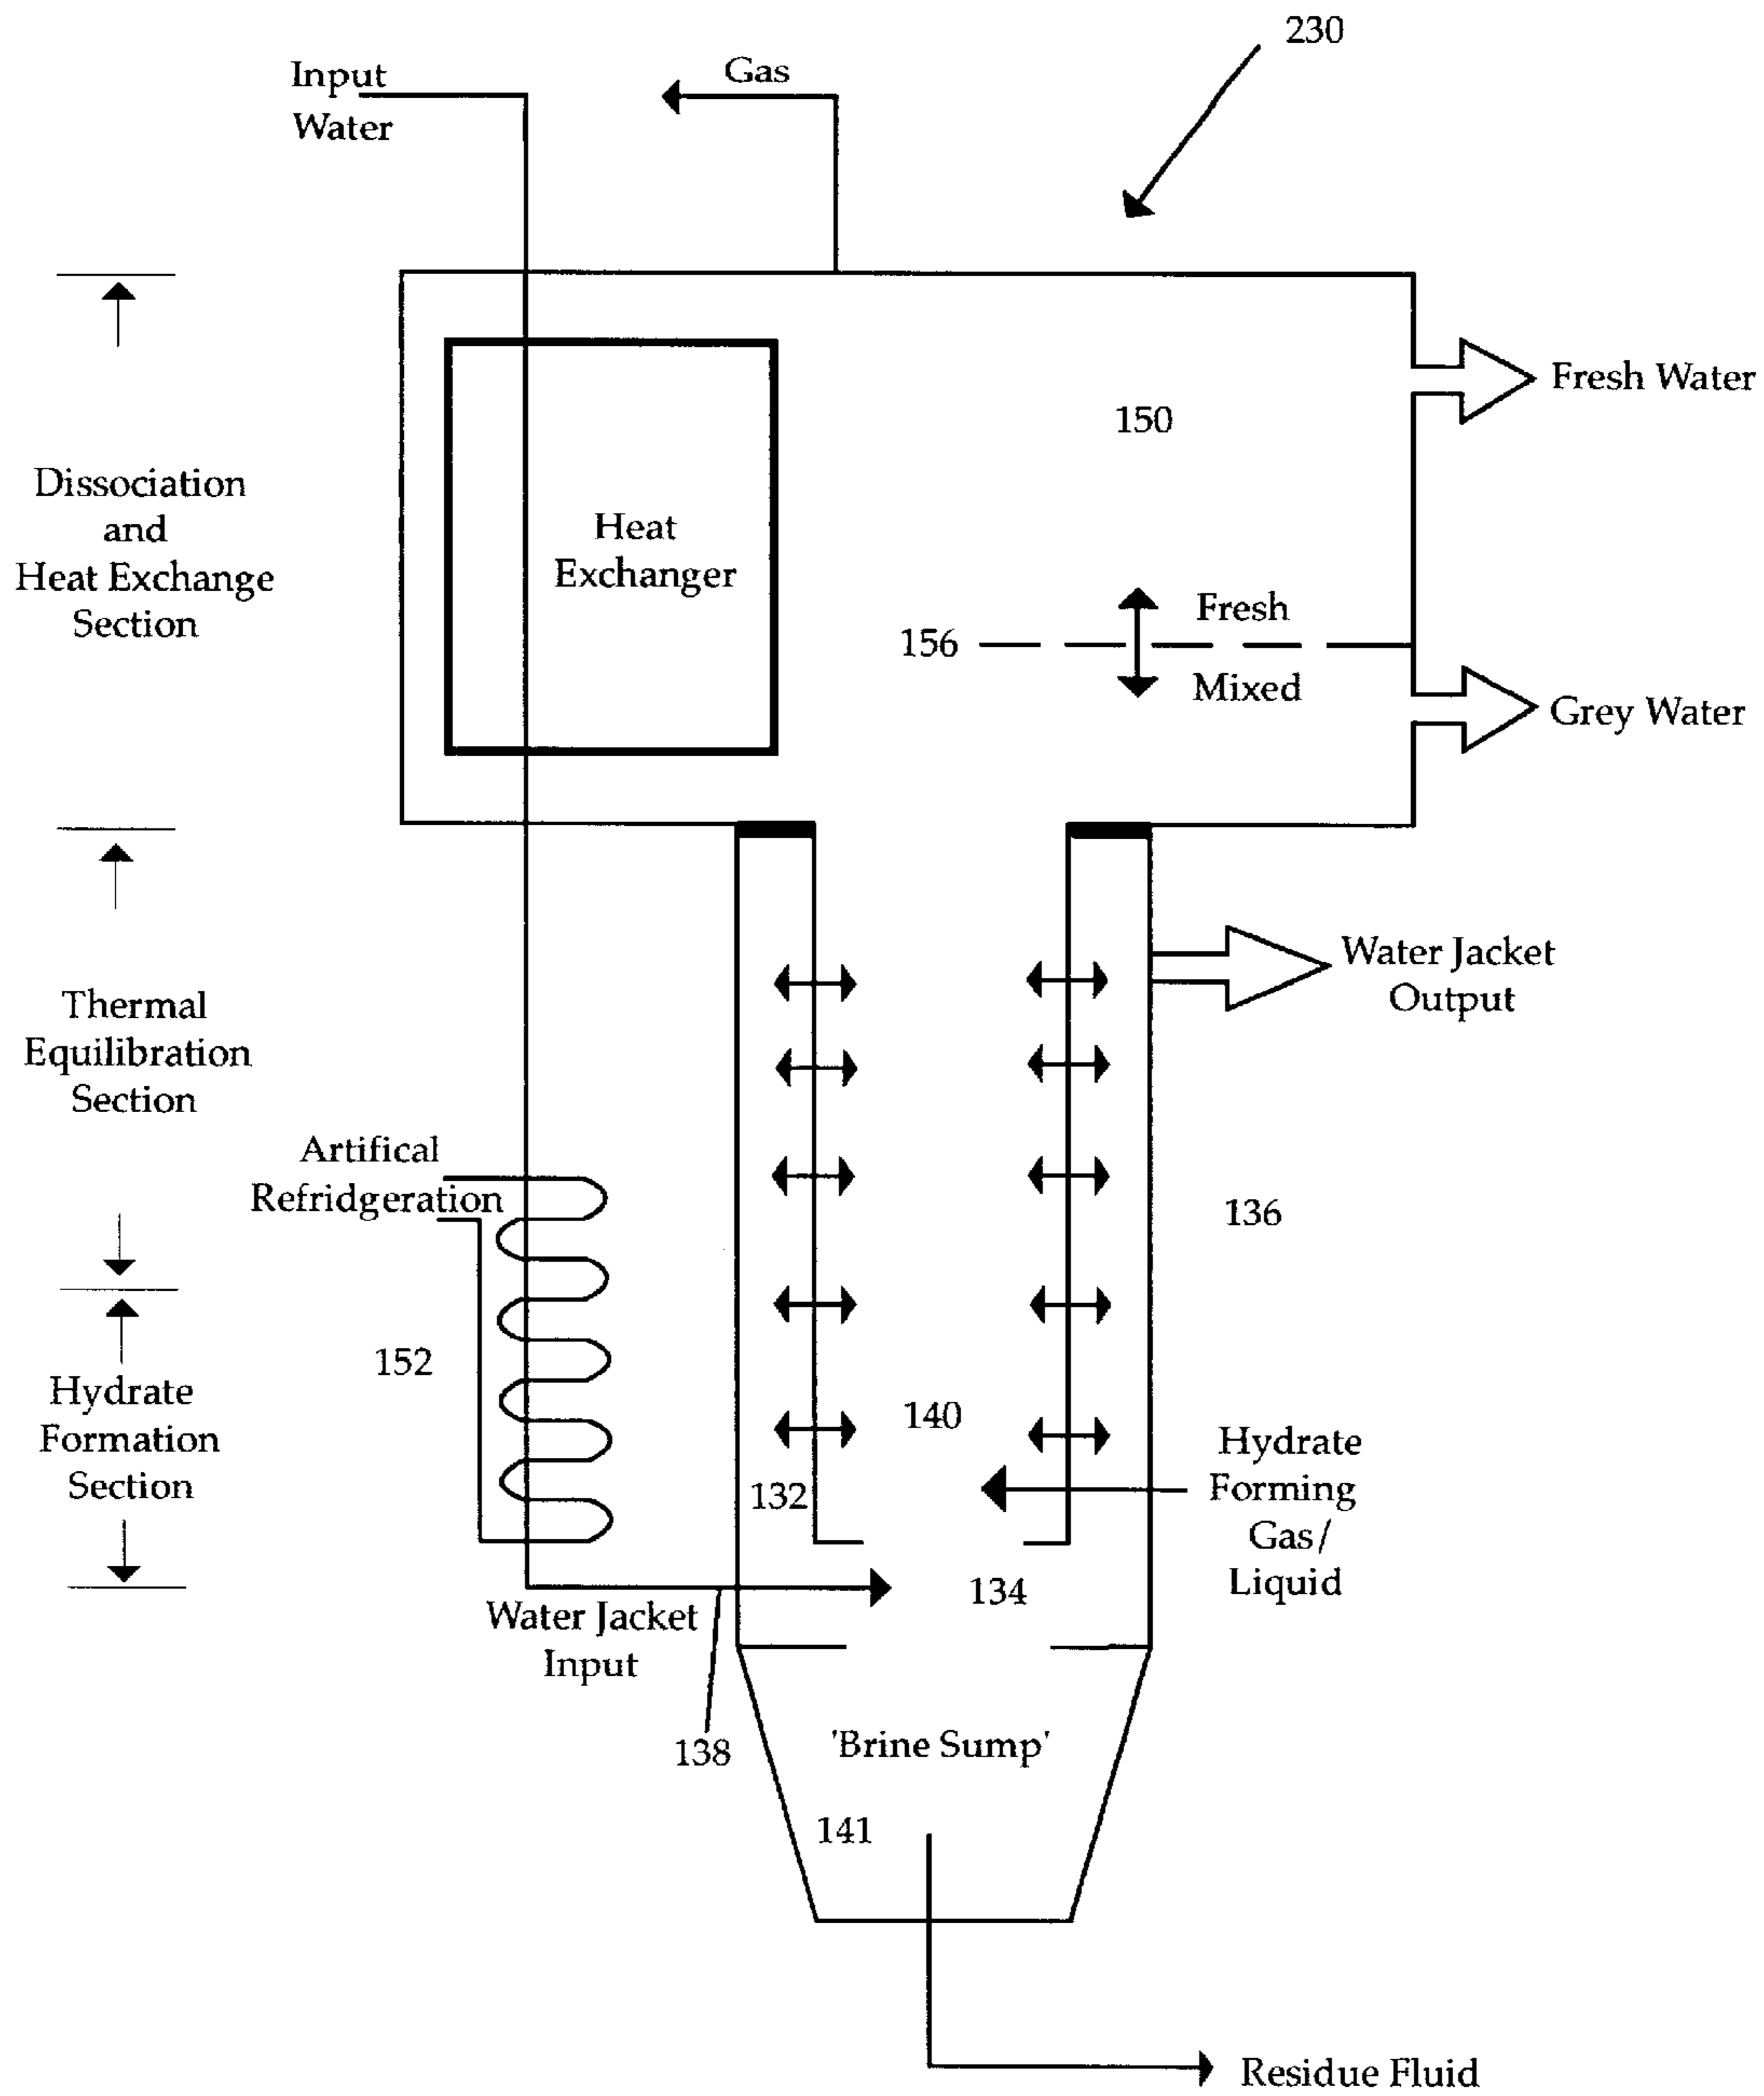 230
Input
Water
Gas
Fresh Water
150
Dissociation
and
Heat Exchange
Section
Heat
Exchanger
156
Fresh
Mixed
Grey Water
Water Jacket
Output
Thermal
Equilibration
Section
Artifical
Refridgeration
136
152
Hydrate
Formation
Section
140
132
Hydrate
Forming
Gas/
Liquid
134
Water Jacket
Input
138
'Brine Sump'
141
Residue Fluid